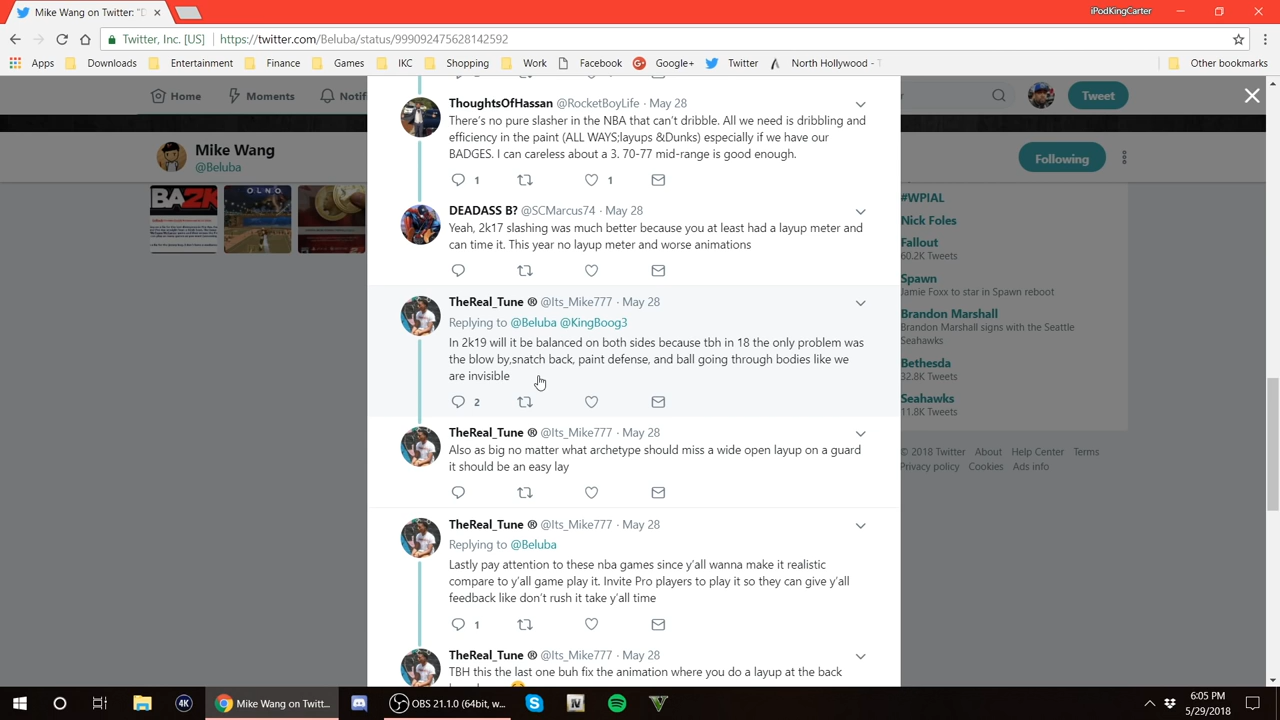 Mike Wang on Twitter: "D
iPodKingCarter
Twitter, Inc. [US] | https://twitter.com/Beluba/status/999092475628142592
Apps Downloads Entertainment Finance Games IKC Shopping Work Facebook Google+ Twitter North Hollywood - T Other bookmarks
Home Moments Notif Tweet
Mike Wang
@Beluba
Following
ThoughtsOfHassan @RocketBoyLife · May 28
There's no pure slasher in the NBA that can't dribble. All we need is dribbling and
efficiency in the paint (ALL WAYS;layups &Dunks) especially if we have our
BADGES. I can careless about a 3. 70-77 mid-range is good enough.
1 1
DEADASS B? @SCMarcus74 · May 28
Yeah, 2k17 slashing was much better because you at least had a layup meter and
can time it. This year no layup meter and worse animations
TheReal_Tune ® @Its_Mike777 · May 28
Replying to @Beluba @KingBoog3
In 2k19 will it be balanced on both sides because tbh in 18 the only problem was
the blow by,snatch back, paint defense, and ball going through bodies like we
are invisible
2
TheReal_Tune ® @Its_Mike777 · May 28
Also as big no matter what archetype should miss a wide open layup on a guard
it should be an easy lay
TheReal_Tune ® @Its_Mike777 · May 28
Replying to @Beluba
Lastly pay attention to these nba games since y'all wanna make it realistic
compare to y'all game play it. Invite Pro players to play it so they can give y'all
feedback like don't rush it take y'all time
1
TheReal_Tune ® @Its_Mike777 · May 28
TBH this the last one buh fix the animation where you do a layup at the back
#WPIAL
Nick Foles
Fallout
60.2K Tweets
Spawn
Jamie Foxx to star in Spawn reboot
Brandon Marshall
Brandon Marshall signs with the Seattle
Seahawks
Bethesda
32.8K Tweets
Seahawks
11.8K Tweets
© 2018 Twitter About Help Center Terms
Privacy policy Cookies Ads info
4K
Mike Wang on Twitt...
OBS 21.1.0 (64bit, w...
6:05 PM
5/29/2018